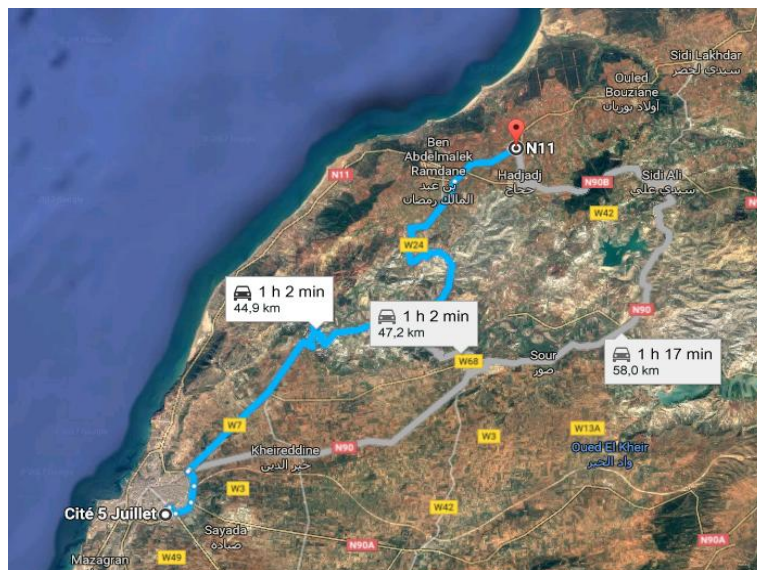 Sidi Lakhdar
سيدي لخضر
Ouled
Bouziane
أولاد بوزيان
N11
Ben
Abdelmalek
Ramdane
بن عبد
المالك رمضان
N11
Hadjadj
حجاج
N90B
Sidi Ali
سيدي علي
W42
W24
1 h 2 min
44,9 km
1 h 2 min
47,2 km
N90
1 h 17 min
58,0 km
W68
Sour
صور
W7
Kheireddine
خير الدين
N90
W3
W13A
Oued El Kheir
واد الخير
W3
W42
Cité 5 Juillet
Sayada
صيادة
N90A
N90A
Mazagran
W49